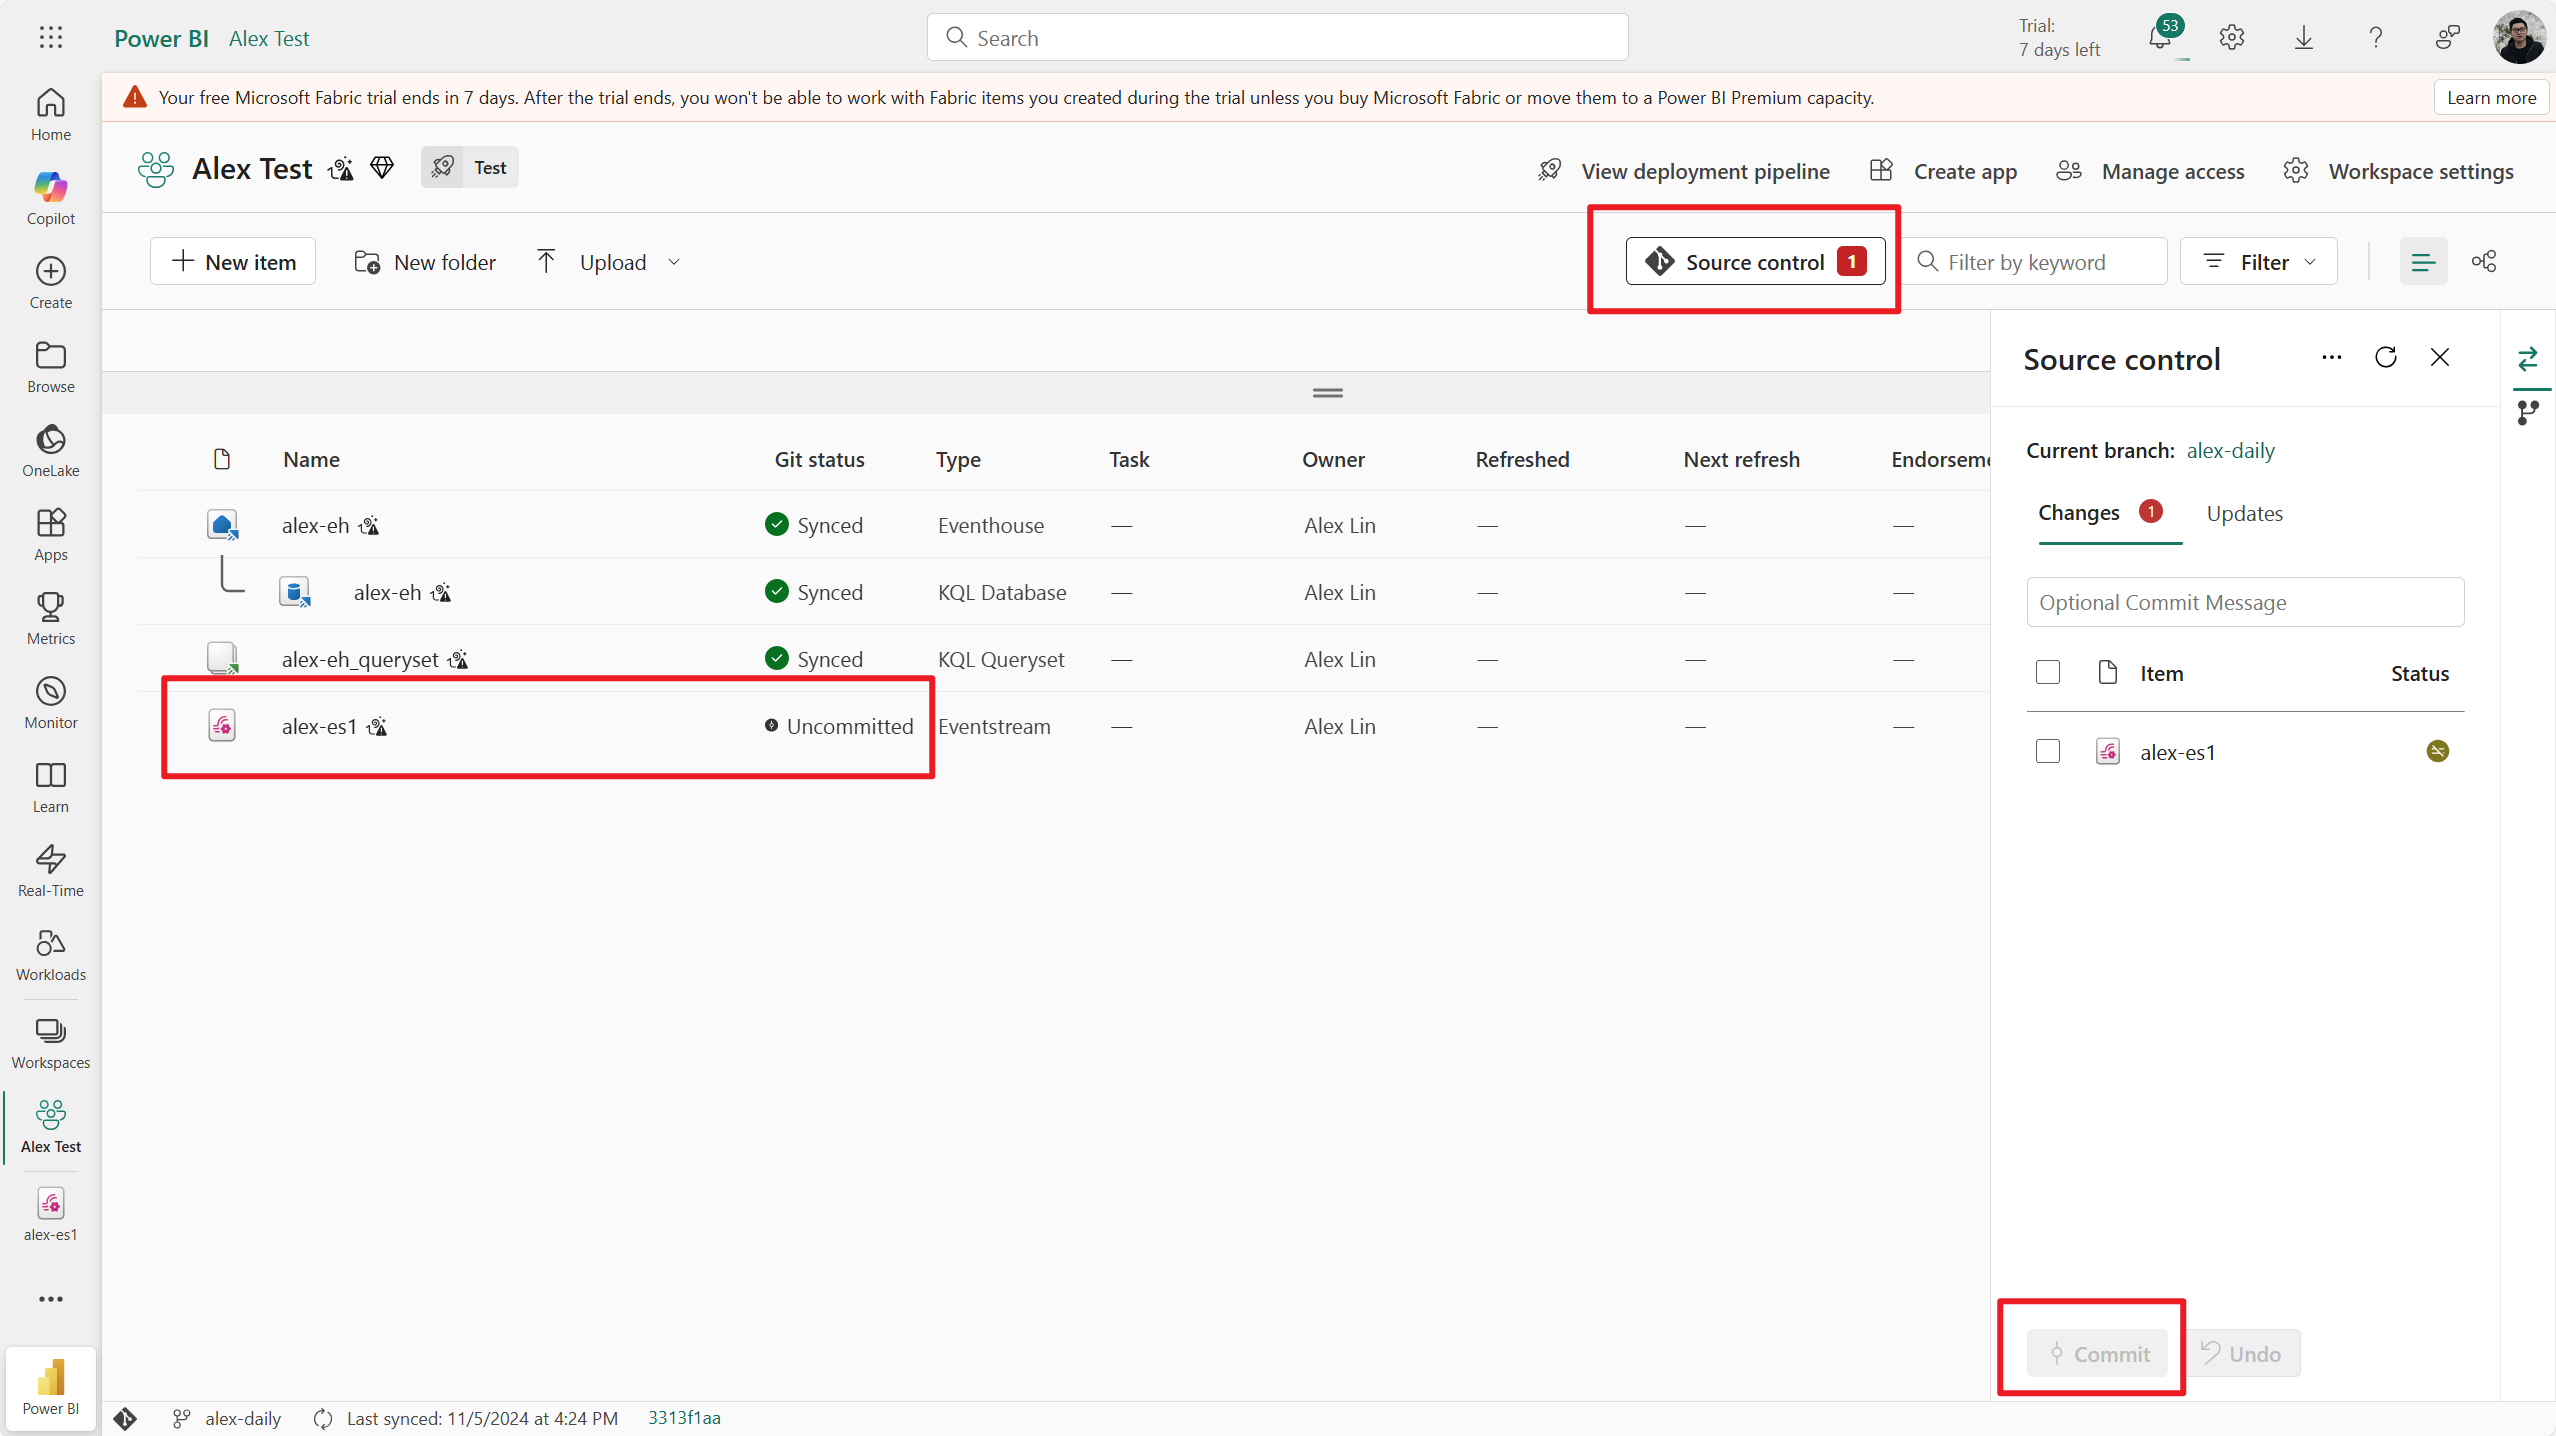 Power BI Alex Test
Search
Trial:
7 days left
53
Your free Microsoft Fabric trial ends in 7 days. After the trial ends, you won't be able to work with Fabric items you created during the trial unless you buy Microsoft Fabric or move them to a Power BI Premium capacity.
Learn more
Home
Copilot
Create
Browse
OneLake
Apps
Metrics
Monitor
Learn
Real-Time
Workloads
Workspaces
Alex Test
alex-es1
Power BI
Alex Test
Test
View deployment pipeline
Create app
Manage access
Workspace settings
New item
New folder
Upload
Source control 1
Filter by keyword
Filter
Name Git status Type Task Owner Refreshed Next refresh Endorseme
alex-eh Synced Eventhouse — Alex Lin — — —
alex-eh Synced KQL Database — Alex Lin — — —
alex-eh_queryset Synced KQL Queryset — Alex Lin — — —
alex-es1 Uncommitted Eventstream — Alex Lin — — —
Source control
Current branch: alex-daily
Changes 1 Updates
Optional Commit Message
Item Status
alex-es1
Commit Undo
alex-daily Last synced: 11/5/2024 at 4:24 PM 3313f1aa